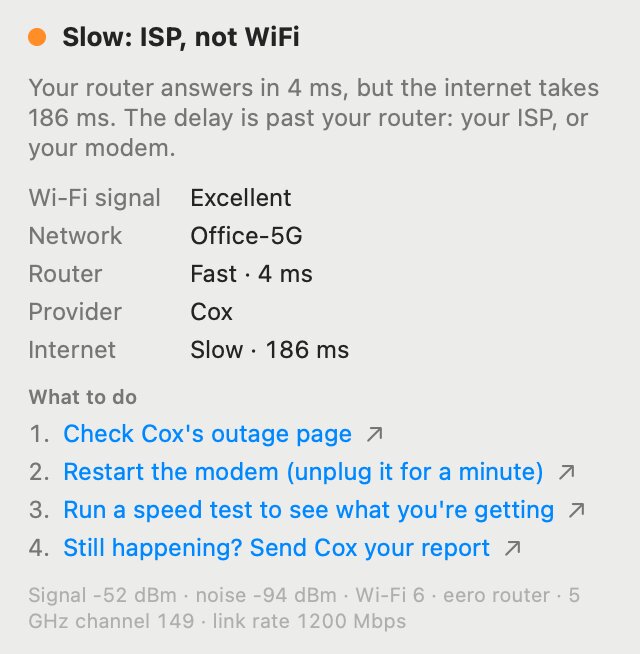 Slow: ISP, not WiFi
Your router answers in 4 ms, but the internet takes
186 ms. The delay is past your router: your ISP, or
your modem.
Wi-Fi signal Excellent
Network Office-5G
Router Fast · 4 ms
Provider Cox
Internet Slow · 186 ms
What to do
1. Check Cox's outage page ↗
2. Restart the modem (unplug it for a minute) ↗
3. Run a speed test to see what you're getting ↗
4. Still happening? Send Cox your report ↗
Signal -52 dBm · noise -94 dBm · Wi-Fi 6 · eero router · 5
GHz channel 149 · link rate 1200 Mbps